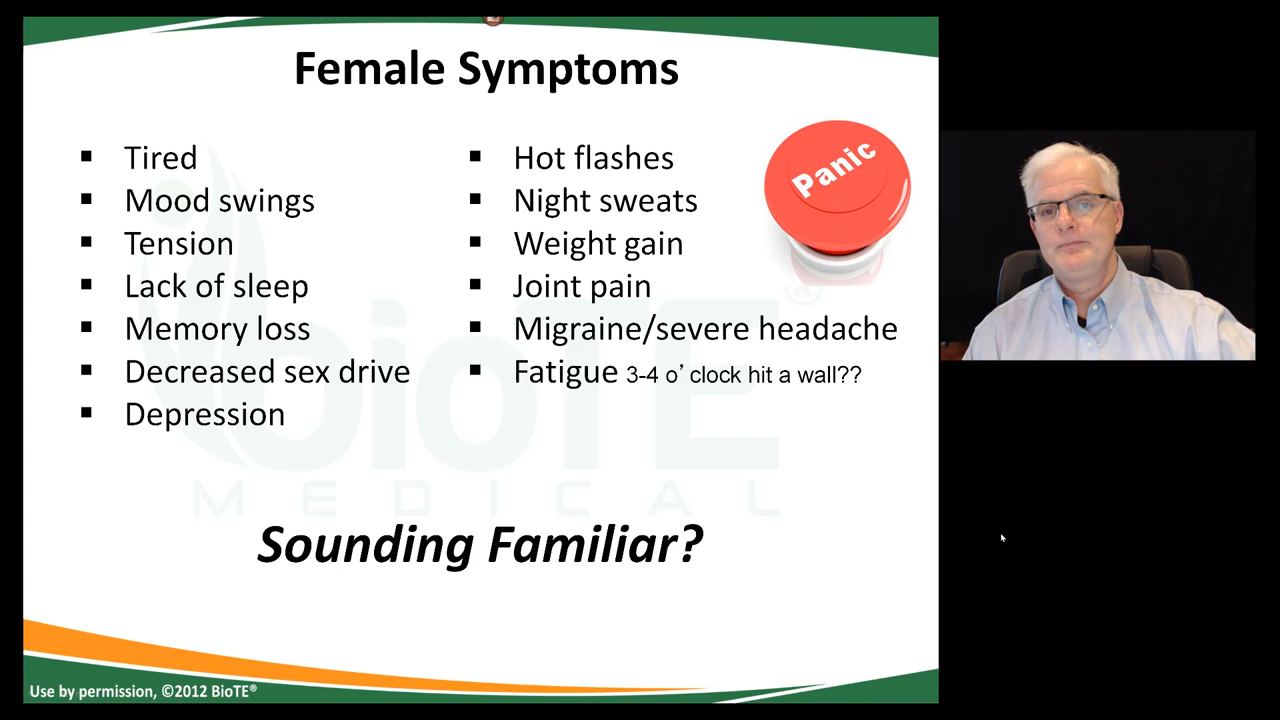 Female Symptoms
Tired
Mood swings
Tension
Lack of sleep
Memory loss
Decreased sex drive
Depression
Hot flashes
Night sweats
Weight gain
Joint pain
Migraine/severe headache
Fatigue 3-4 o’ clock hit a wall??
Panic
bioTE®
MEDICAL
Sounding Familiar?
Use by permission, ©2012 BioTE®